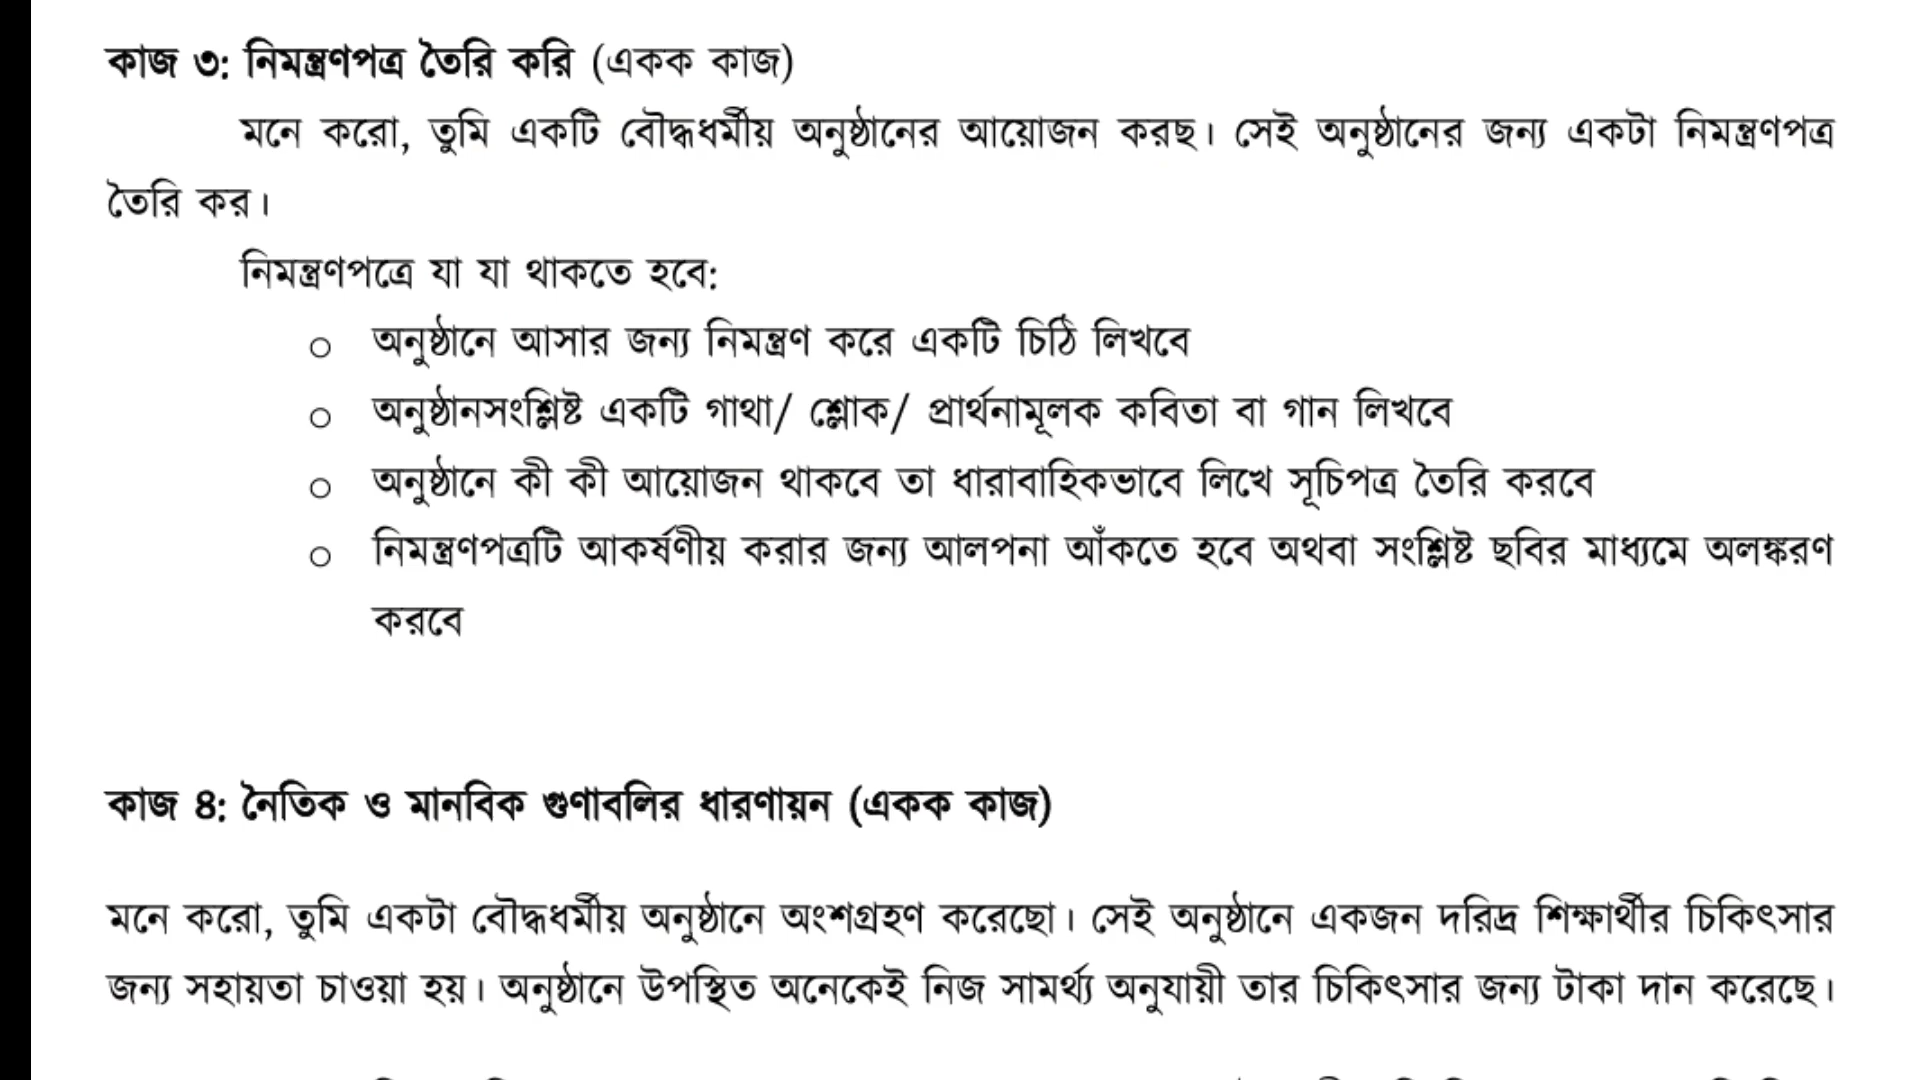 কাজ ৩: নিমন্ত্রণপত্র তৈরি করি (একক কাজ)
মনে করো, তুমি একটি বৌদ্ধধর্মীয় অনুষ্ঠানের আয়োজন করছ। সেই অনুষ্ঠানের জন্য একটা নিমন্ত্রণপত্র
তৈরি কর।
নিমন্ত্রণপত্রে যা যা থাকতে হবে:
○ অনুষ্ঠানে আসার জন্য নিমন্ত্রণ করে একটি চিঠি লিখবে
○ অনুষ্ঠানসংশ্লিষ্ট একটি গাথা/ শ্লোক/ প্রার্থনামূলক কবিতা বা গান লিখবে
○ অনুষ্ঠানে কী কী আয়োজন থাকবে তা ধারাবাহিকভাবে লিখে সূচিপত্র তৈরি করবে
○ নিমন্ত্রণপত্রটি আকর্ষণীয় করার জন্য আলপনা আঁকতে হবে অথবা সংশ্লিষ্ট ছবির মাধ্যমে অলঙ্করণ
করবে
কাজ ৪: নৈতিক ও মানবিক গুণাবলির ধারণায়ন (একক কাজ)
মনে করো, তুমি একটা বৌদ্ধধর্মীয় অনুষ্ঠানে অংশগ্রহণ করেছো। সেই অনুষ্ঠানে একজন দরিদ্র শিক্ষার্থীর চিকিৎসার
জন্য সহায়তা চাওয়া হয়। অনুষ্ঠানে উপস্থিত অনেকেই নিজ সামর্থ্য অনুযায়ী তার চিকিৎসার জন্য টাকা দান করেছে।